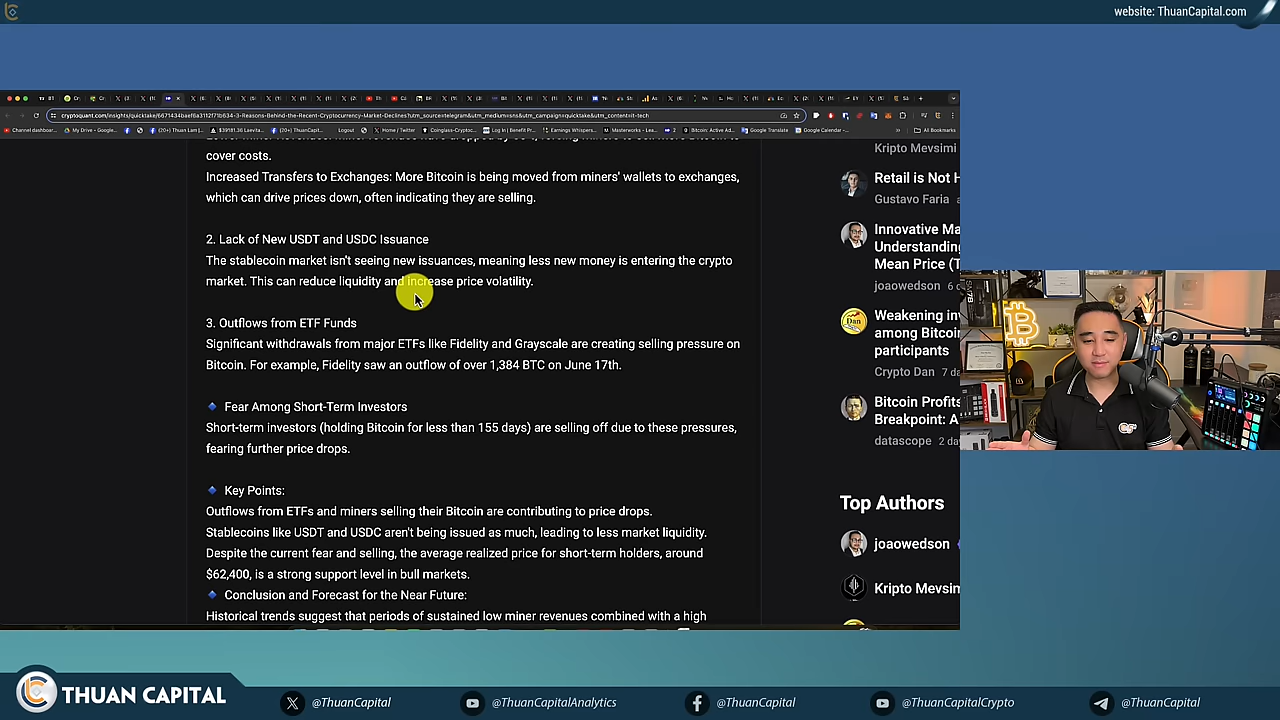 website: ThuanCapital.com
cover costs.
Increased Transfers to Exchanges: More Bitcoin is being moved from miners' wallets to exchanges,
which can drive prices down, often indicating they are selling.
2. Lack of New USDT and USDC Issuance
The stablecoin market isn't seeing new issuances, meaning less new money is entering the crypto
market. This can reduce liquidity and increase price volatility.
3. Outflows from ETF Funds
Significant withdrawals from major ETFs like Fidelity and Grayscale are creating selling pressure on
Bitcoin. For example, Fidelity saw an outflow of over 1,384 BTC on June 17th.
Fear Among Short-Term Investors
Short-term investors (holding Bitcoin for less than 155 days) are selling off due to these pressures,
fearing further price drops.
Key Points:
Outflows from ETFs and miners selling their Bitcoin are contributing to price drops.
Stablecoins like USDT and USDC aren't being issued as much, leading to less market liquidity.
Despite the current fear and selling, the average realized price for short-term holders, around
$62,400, is a strong support level in bull markets.
Conclusion and Forecast for the Near Future:
Historical trends suggest that periods of sustained low miner revenues combined with a high
Kripto Mevsimi
Retail is Not H
Gustavo Faria
Innovative Ma
Understanding
Mean Price (T
joaowedson 6 d
Dan
Weakening inv
among Bitcoin
participants
Crypto Dan 7 da
Bitcoin Profits
Breakpoint: A
datascope 2 da
Top Authors
joaowedson
Kripto Mevsim
THUAN CAPITAL
@ThuanCapital
@ThuanCapitalAnalytics
@ThuanCapital
@ThuanCapitalCrypto
@ThuanCapital